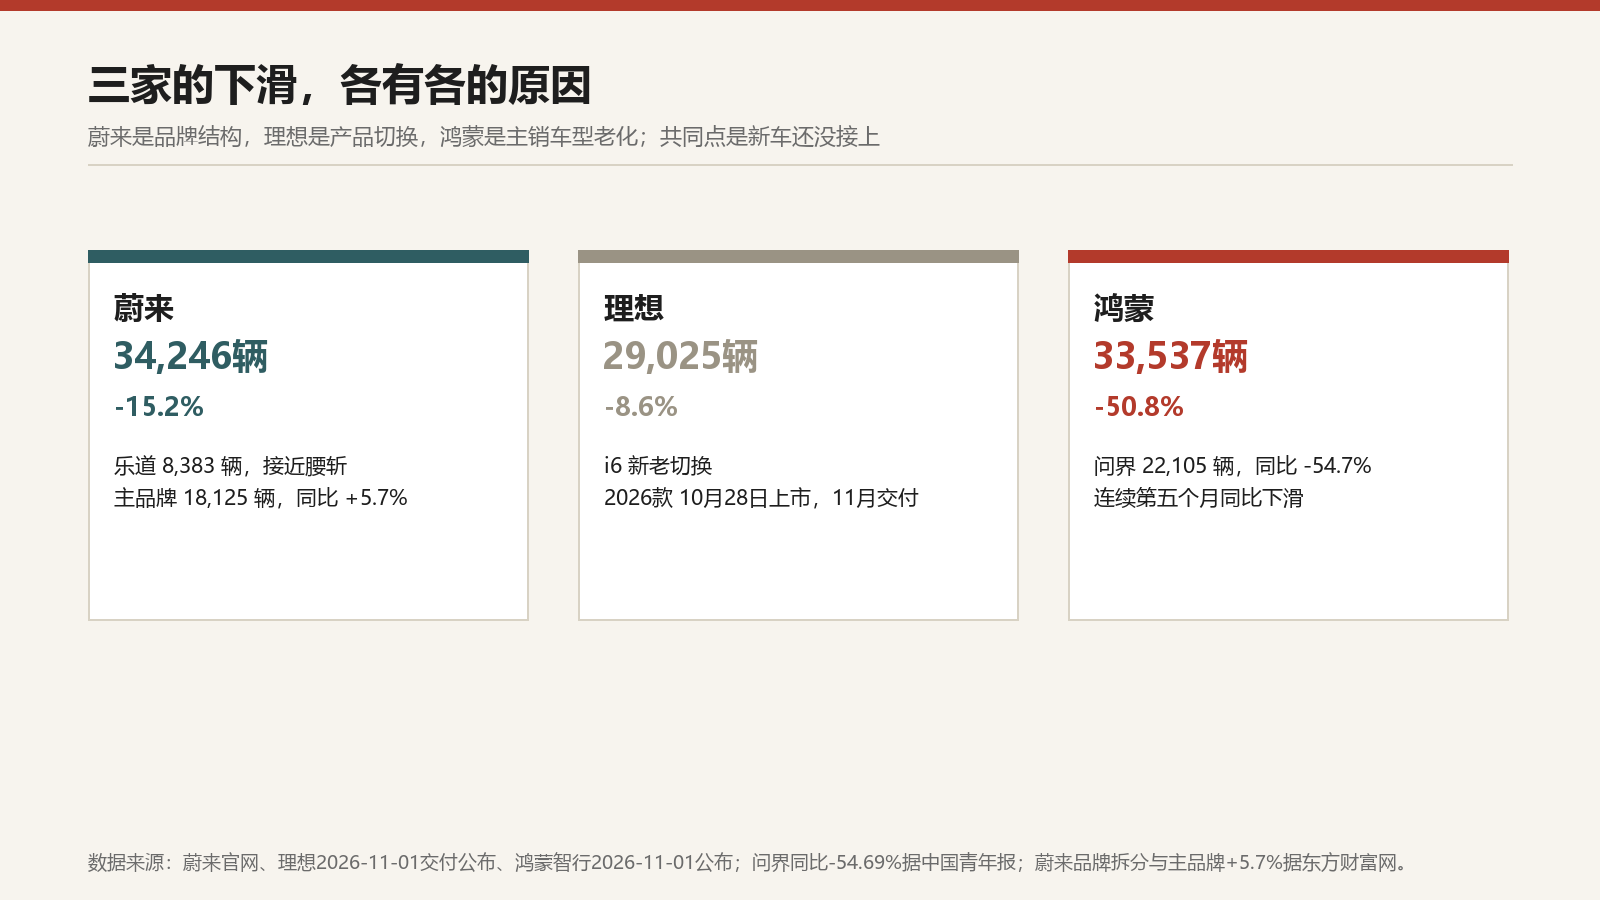 三家的下滑，各有各的原因
蔚来是品牌结构，理想是产品切换，鸿蒙是主销车型老化；共同点是新车还没接上
蔚来
34,246辆
-15.2%
乐道 8,383 辆，接近腰斩
主品牌 18,125 辆，同比 +5.7%
理想
29,025辆
-8.6%
i6 新老切换
2026款 10月28日上市，11月交付
鸿蒙
33,537辆
-50.8%
问界 22,105 辆，同比 -54.7%
连续第五个月同比下滑
数据来源：蔚来官网、理想2026-11-01交付公布、鸿蒙智行2026-11-01公布；问界同比-54.69%据中国青年报；蔚来品牌拆分与主品牌+5.7%据东方财富网。